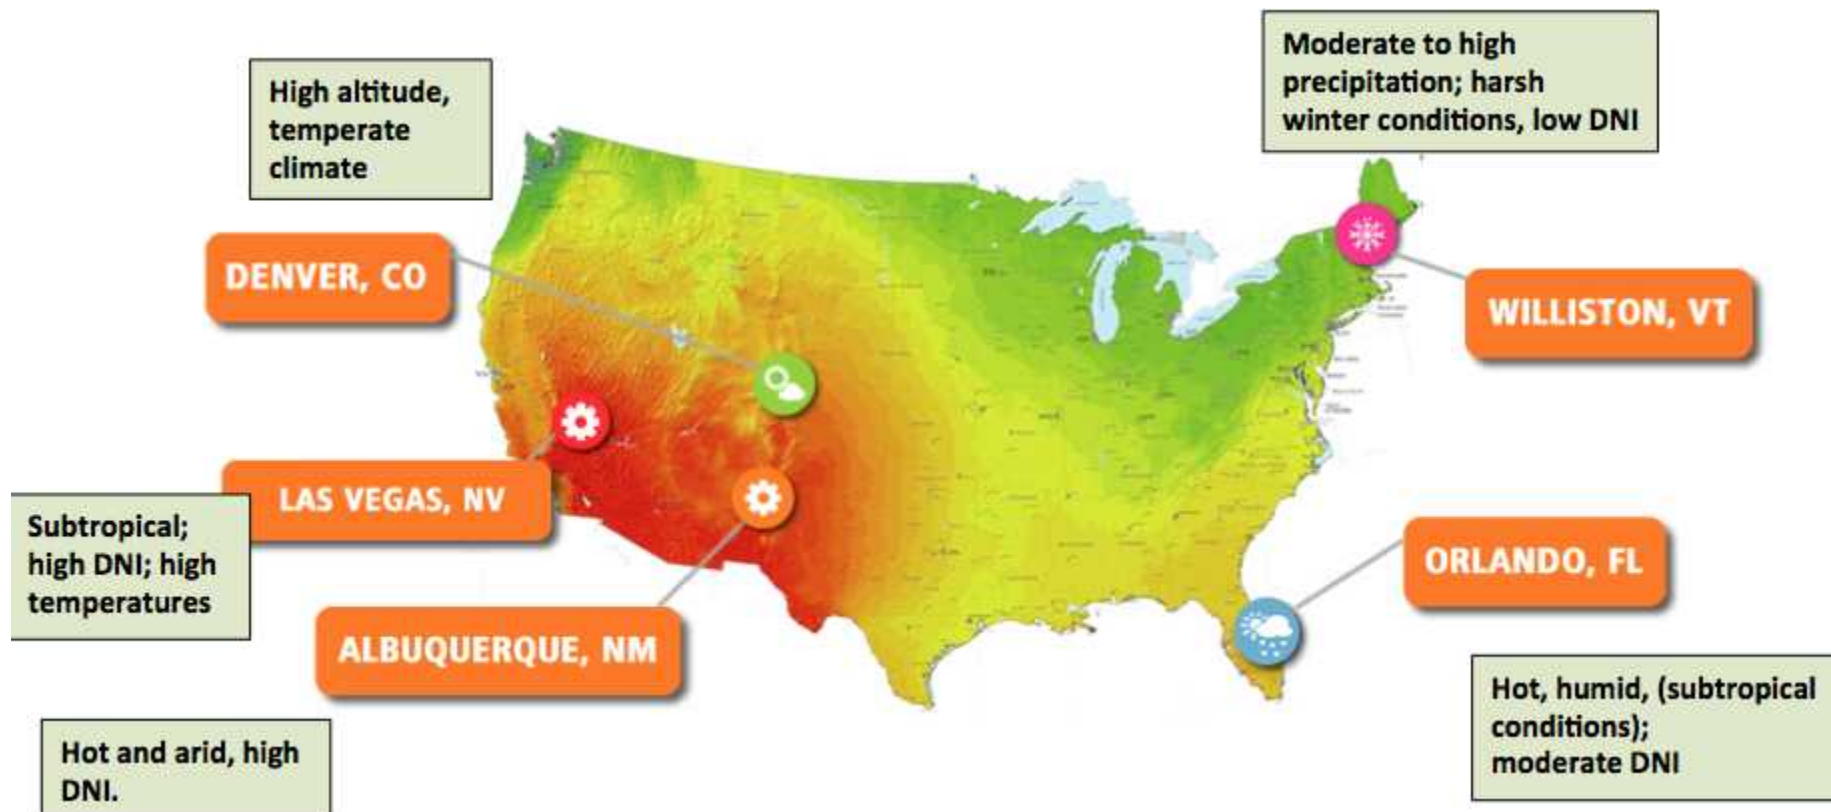 High altitude,
temperate
climate
Moderate to high
precipitation; harsh
winter conditions, low DNI
DENVER, CO
WILLISTON, VT
LAS VEGAS, NV
Subtropical;
high DNI; high
temperatures
ORLANDO, FL
ALBUQUERQUE, NM
Hot, humid, (subtropical
conditions);
moderate DNI
Hot and arid, high
DNI.